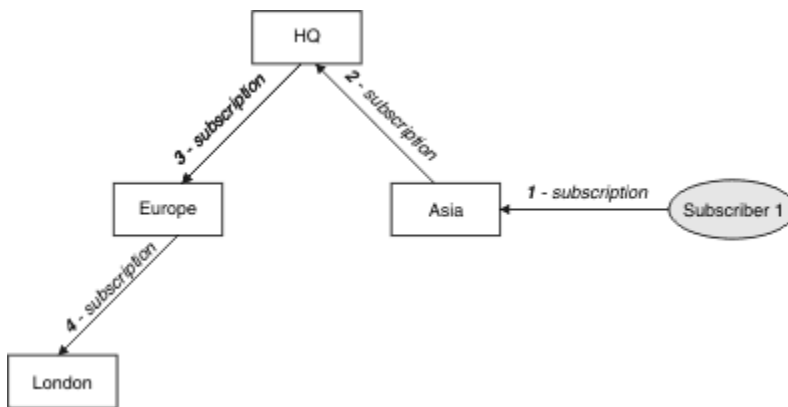 HQ
3 - subscription
2 - subscription
Europe
Asia
1 - subscription
Subscriber 1
4 - subscription
London